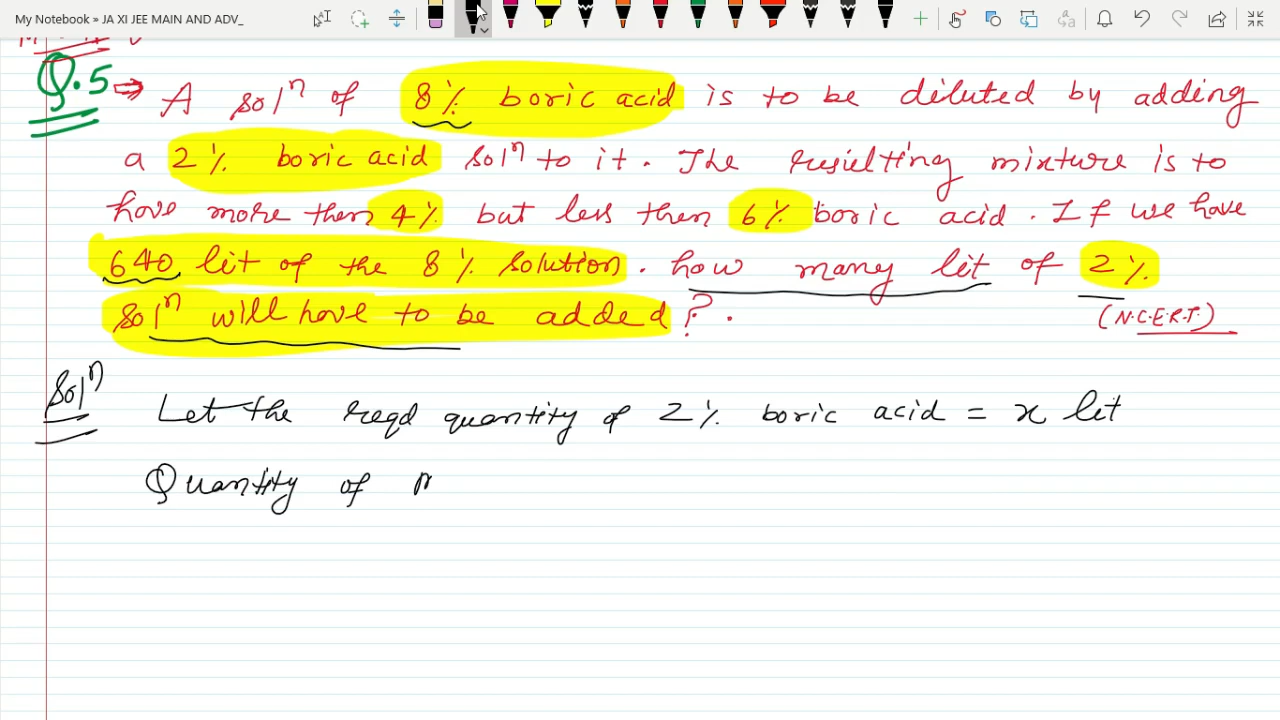 My Notebook » JA XI JEE MAIN AND ADV_
Q.5 ⇒ A solⁿ of 8% boric acid is to be diluted by adding
a 2% boric acid solⁿ to it. The resulting mixture is to
have more then 4% but less then 6% boric acid. If we have
640 lit of the 8% solution. how many lit of 2%
solⁿ will have to be added?.
(N.C.E.R.T.)
Solⁿ
Let the reqd quantity of 2% boric acid = x lit
Quantity of